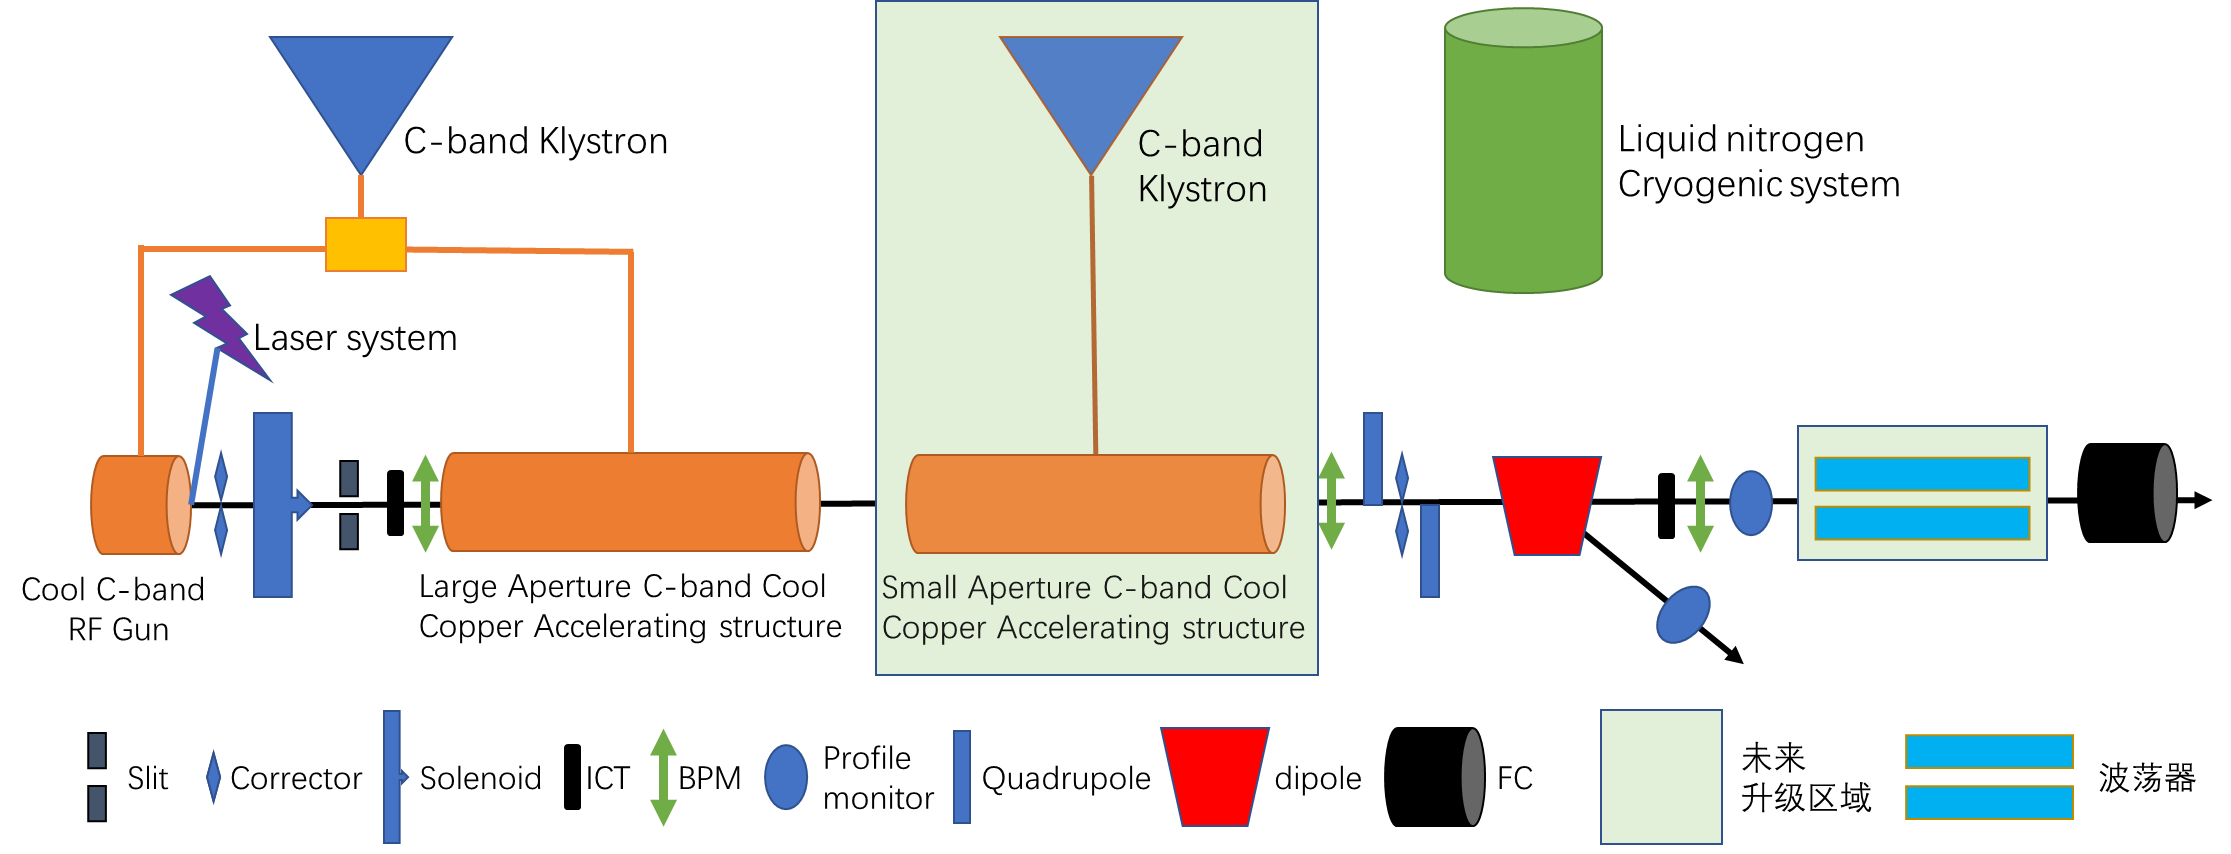 C-band Klystron
C-band
Klystron
Liquid nitrogen
Cryogenic system
Laser system
Cool C-band
RF Gun
Large Aperture C-band Cool
Copper Accelerating structure
Small Aperture C-band Cool
Copper Accelerating structure
Slit
Corrector
Solenoid
ICT
BPM
Profile
monitor
Quadrupole
dipole
FC
未来
升级区域
波荡器